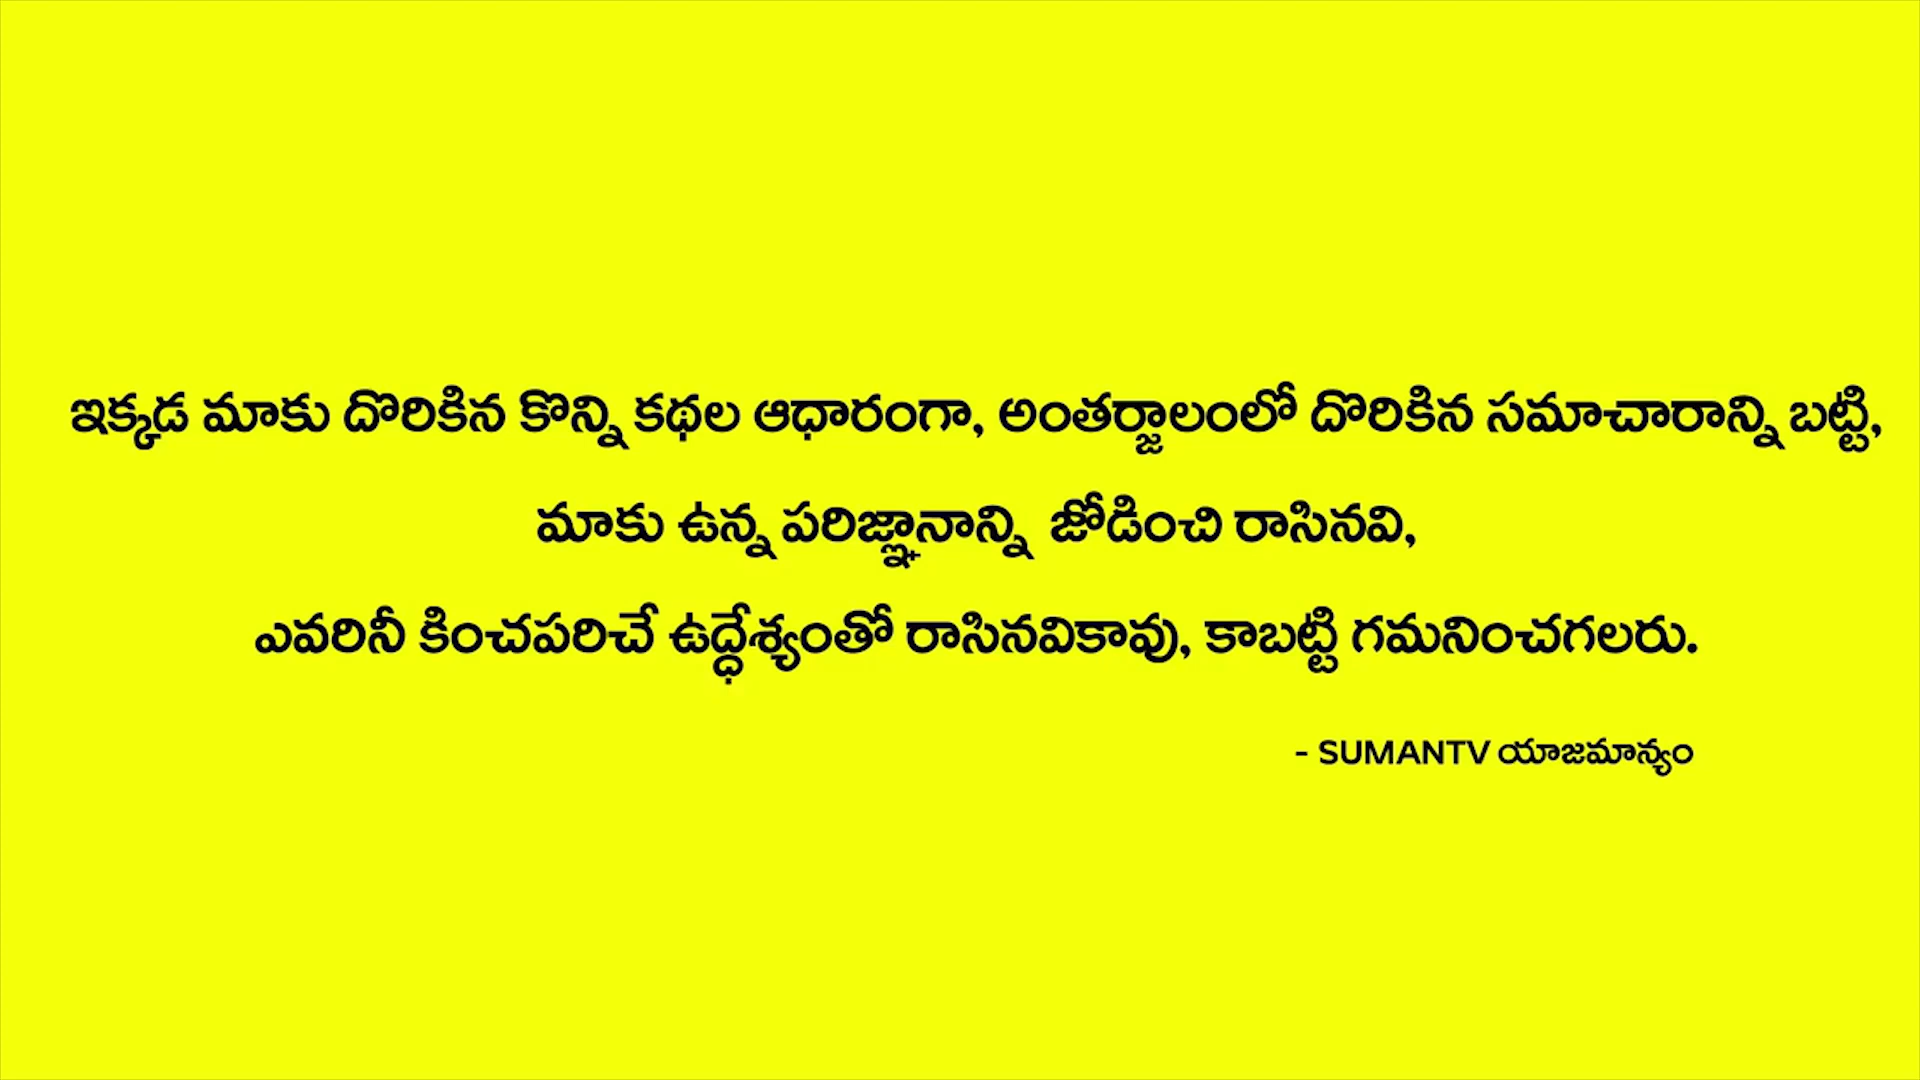 ఇక్కడ మాకు దొరికిన కొన్ని కథల ఆధారంగా, అంతర్జాలంలో దొరికిన సమాచారాన్ని బట్టి,
మాకు ఉన్న పరిజ్ఞానాన్ని జోడించి రాసినవి,
ఎవరినీ కించపరిచే ఉద్ధేశ్యంతో రాసినవికావు, కాబట్టి గమనించగలరు.
- SUMANTV యాజమాన్యం